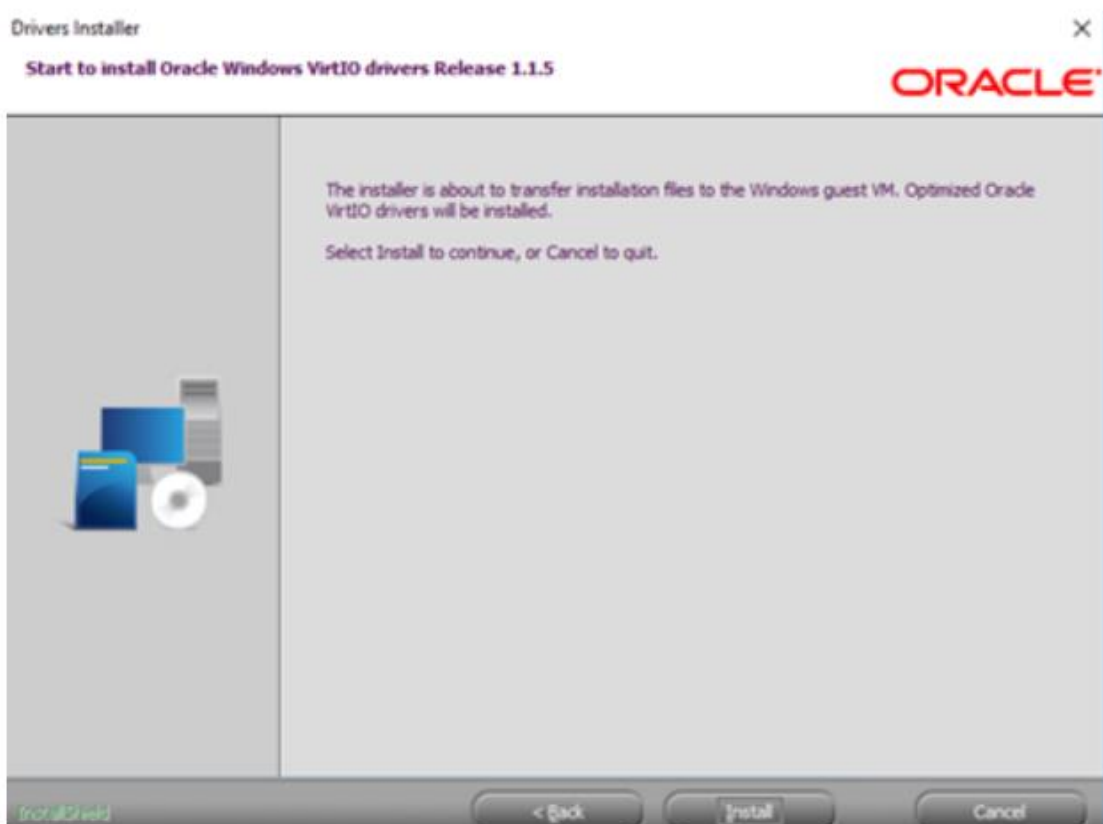 Drivers Installer
Start to install Oracle Windows VirtIO drivers Release 1.1.5
ORACLE
The installer is about to transfer installation files to the Windows guest VM. Optimized Oracle
VirtIO drivers will be installed.
Select Install to continue, or Cancel to quit.
InstallShield
< Back
Install
Cancel